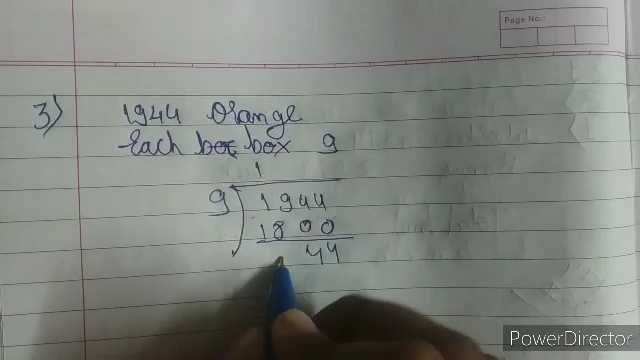 Page No.:
3) 1944 Orange
Each box box 9
1
9) 1944
1800
44
PowerDirector